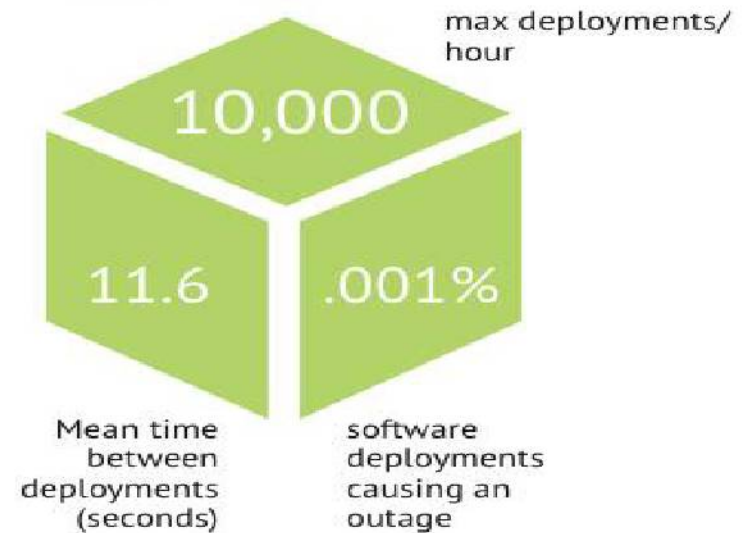 max deployments/
hour
10,000
11.6
.001%
Mean time
between
deployments
(seconds)
software
deployments
causing an
outage